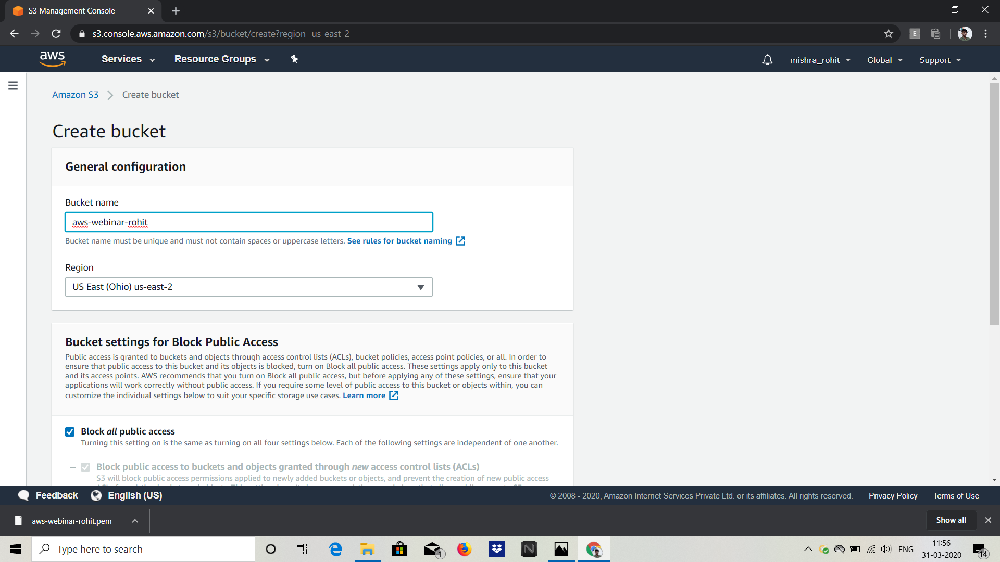 S3 Management Console
s3.console.aws.amazon.com/s3/bucket/create?region=us-east-2
E
aws
Services
Resource Groups
mishra_rohit
Global
Support
Amazon S3
Create bucket
Create bucket
General configuration
Bucket name
aws-webinar-rohit
Bucket name must be unique and must not contain spaces or uppercase letters. See rules for bucket naming
Region
US East (Ohio) us-east-2
Bucket settings for Block Public Access
Public access is granted to buckets and objects through access control lists (ACLs), bucket policies, access point policies, or all. In order to
ensure that public access to this bucket and its objects is blocked, turn on Block all public access. These settings apply only to this bucket
and its access points. AWS recommends that you turn on Block all public access, but before applying any of these settings, ensure that your
applications will work correctly without public access. If you require some level of public access to this bucket or objects within, you can
customize the individual settings below to suit your specific storage use cases. Learn more
Block all public access
Turning this setting on is the same as turning on all four settings below. Each of the following settings are independent of one another.
Block public access to buckets and objects granted through new access control lists (ACLs)
S3 will block public access permissions applied to newly added buckets or objects, and prevent the creation of new public access
Feedback
English (US)
© 2008 - 2020, Amazon Internet Services Private Ltd. or its affiliates. All rights reserved.
Privacy Policy
Terms of Use
aws-webinar-rohit.pem
Show all
Type here to search
1
N
ENG
11:56
31-03-2020
14